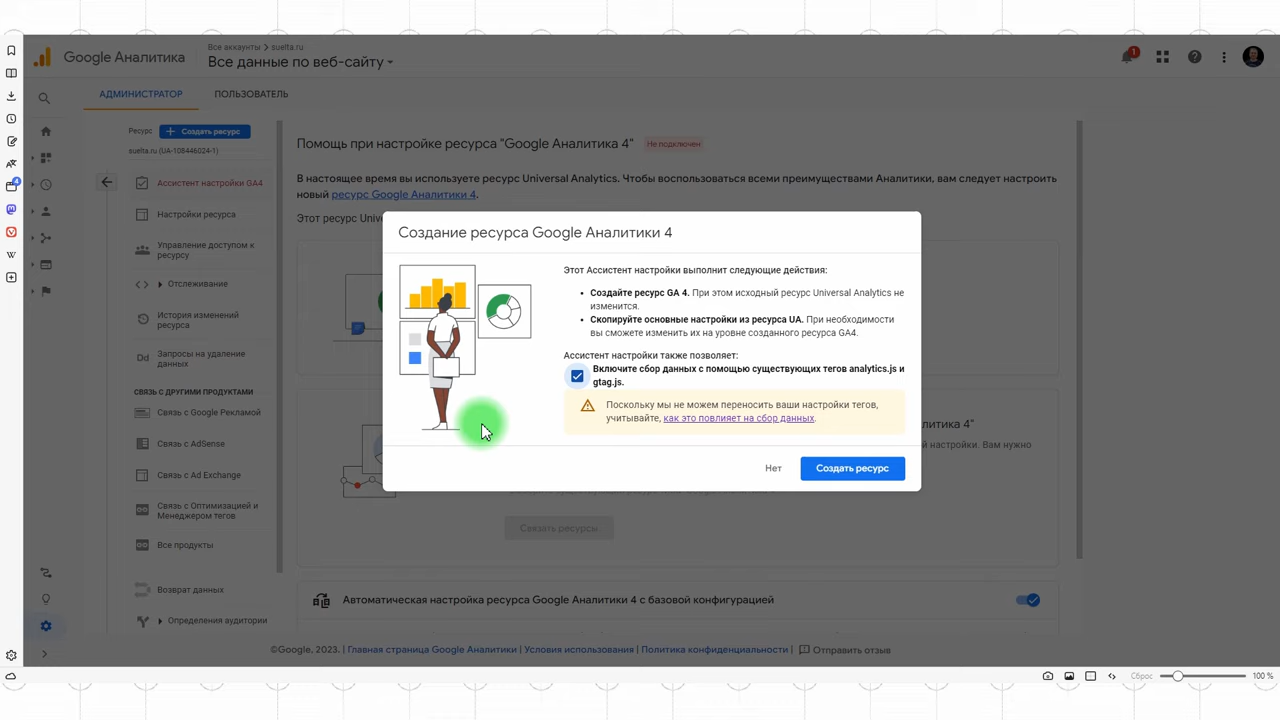 Google Аналитика
Все аккаунты > suelta.ru
Все данные по веб-сайту
1
АДМИНИСТРАТОР
ПОЛЬЗОВАТЕЛЬ
Ресурс
Создать ресурс
suelta.ru (UA-108446024-1)
Ассистент настройки GA4
Настройки ресурса
Управление доступом к
ресурсу
Отслеживание
История изменений
ресурса
Dd
Запросы на удаление
данных
СВЯЗЬ С ДРУГИМИ ПРОДУКТАМИ
Связь с Google Рекламой
Связь с AdSense
Связь с Ad Exchange
Связь с Оптимизацией и
Менеджером тегов
Все продукты
Возврат данных
Определения аудитории
Помощь при настройке ресурса "Google Аналитика 4"
Не подключен
В настоящее время вы используете ресурс Universal Analytics. Чтобы воспользоваться всеми преимуществами Аналитики, вам следует настроить
новый ресурс Google Аналитики 4.
Этот ресурс Univ
Создание ресурса Google Аналитики 4
Этот Ассистент настройки выполнит следующие действия:
• Создайте ресурс GA 4. При этом исходный ресурс Universal Analytics не
изменится.
• Скопируйте основные настройки из ресурса UA. При необходимости
вы сможете изменить их на уровне созданного ресурса GA4.
Ассистент настройки также позволяет:
Включите сбор данных с помощью существующих тегов analytics.js и
gtag.js.
Поскольку мы не можем переносить ваши настройки тегов,
учитывайте, как это повлияет на сбор данных.
Нет
Создать ресурс
4"
й настройки. Вам нужно
Связать ресурсы
Автоматическая настройка ресурса Google Аналитики 4 с базовой конфигурацией
©Google, 2023. | Главная страница Google Аналитики | Условия использования | Политика конфиденциальности | Отправить отзыв
4
Сброс
100 %